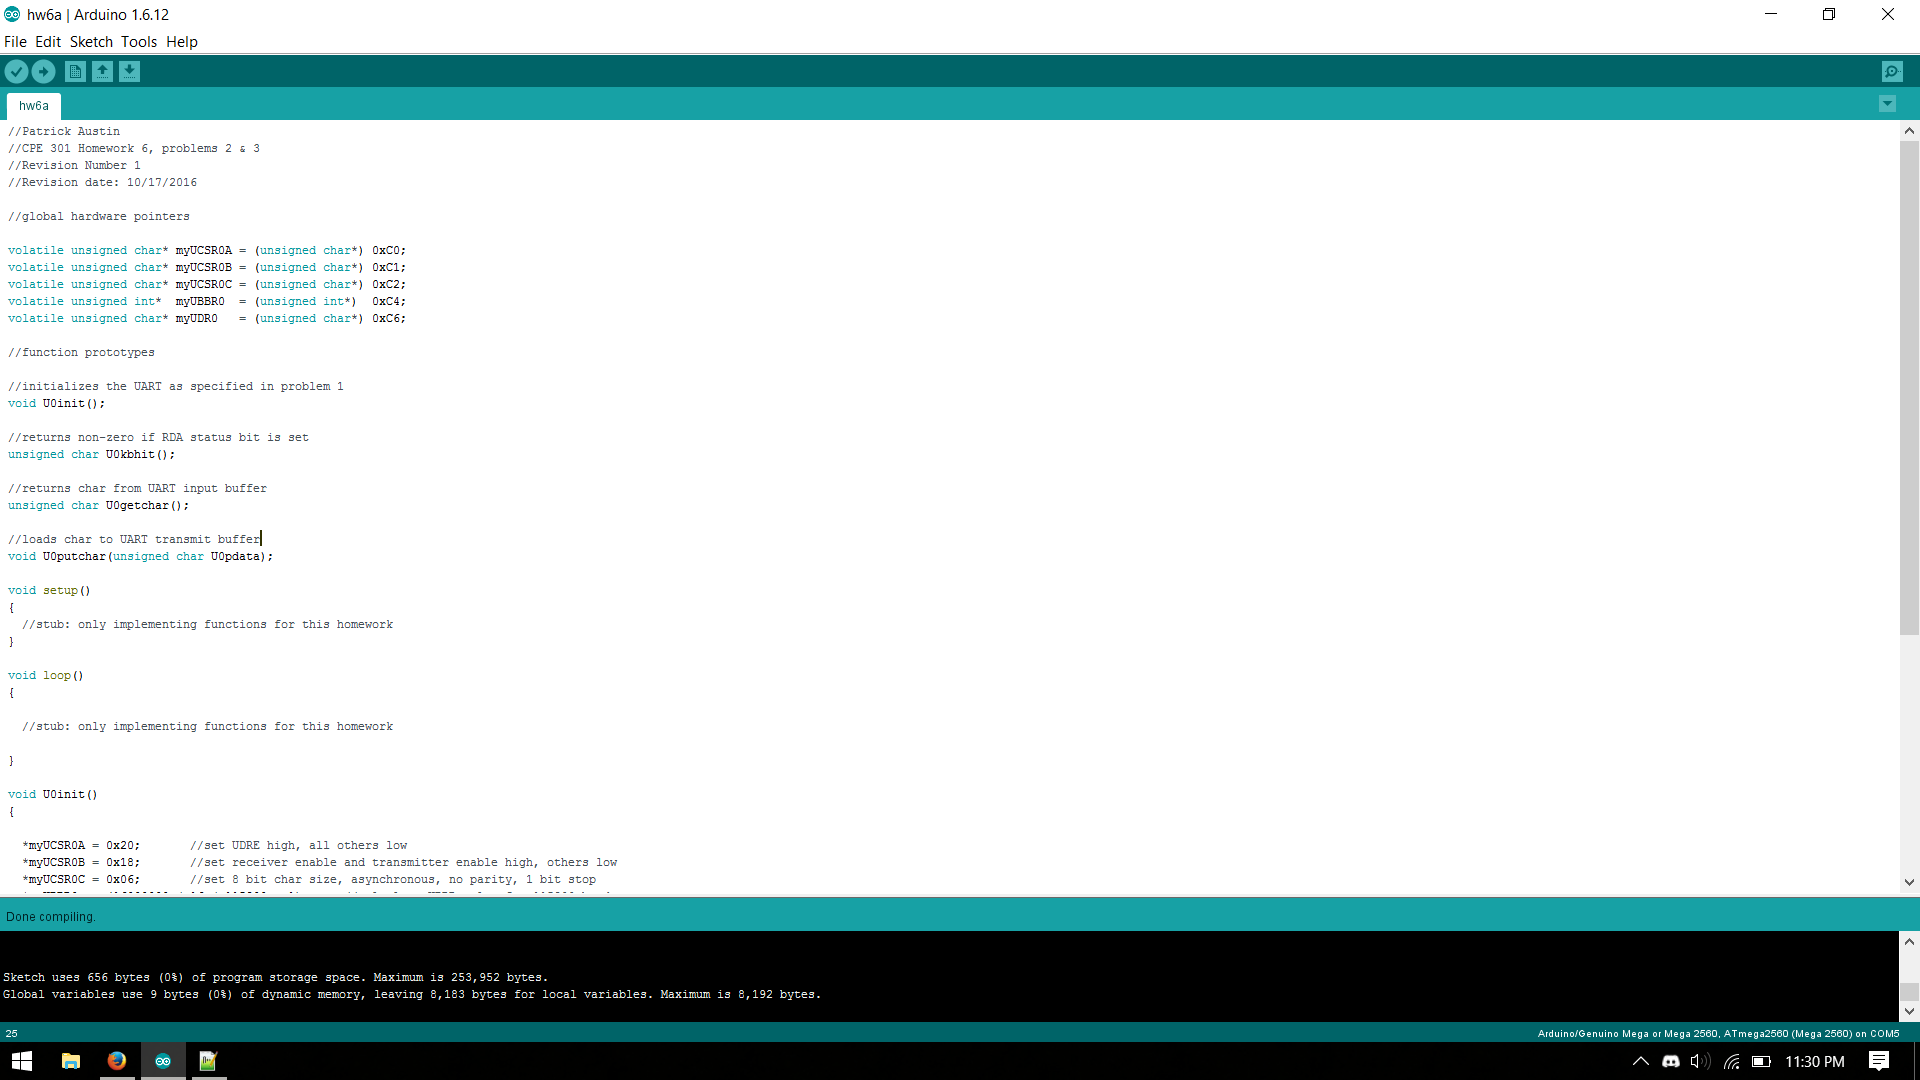 hw6a | Arduino 1.6.12
File Edit Sketch Tools Help
hw6a
//Patrick Austin
//CPE 301 Homework 6, problems 2 & 3
//Revision Number 1
//Revision date: 10/17/2016
//global hardware pointers
volatile unsigned char* myUCSR0A = (unsigned char*) 0xC0;
volatile unsigned char* myUCSR0B = (unsigned char*) 0xC1;
volatile unsigned char* myUCSR0C = (unsigned char*) 0xC2;
volatile unsigned int*  myUBBR0  = (unsigned int*)  0xC4;
volatile unsigned char* myUDR0   = (unsigned char*) 0xC6;
//function prototypes
//initializes the UART as specified in problem 1
void U0init();
//returns non-zero if RDA status bit is set
unsigned char U0kbhit();
//returns char from UART input buffer
unsigned char U0getchar();
//loads char to UART transmit buffer
void U0putchar(unsigned char U0pdata);
void setup()
{
//stub: only implementing functions for this homework
}
void loop()
{
//stub: only implementing functions for this homework
}
void U0init()
{
*myUCSR0A = 0x20;       //set UDRE high, all others low
*myUCSR0B = 0x18;       //set receiver enable and transmitter enable high, others low
*myUCSR0C = 0x06;       //set 8 bit char size, asynchronous, no parity, 1 bit stop
Done compiling.
Sketch uses 656 bytes (0%) of program storage space. Maximum is 253,952 bytes.
Global variables use 9 bytes (0%) of dynamic memory, leaving 8,183 bytes for local variables. Maximum is 8,192 bytes.
25
Arduino/Genuino Mega or Mega 2560, ATmega2560 (Mega 2560) on COM5
11:30 PM